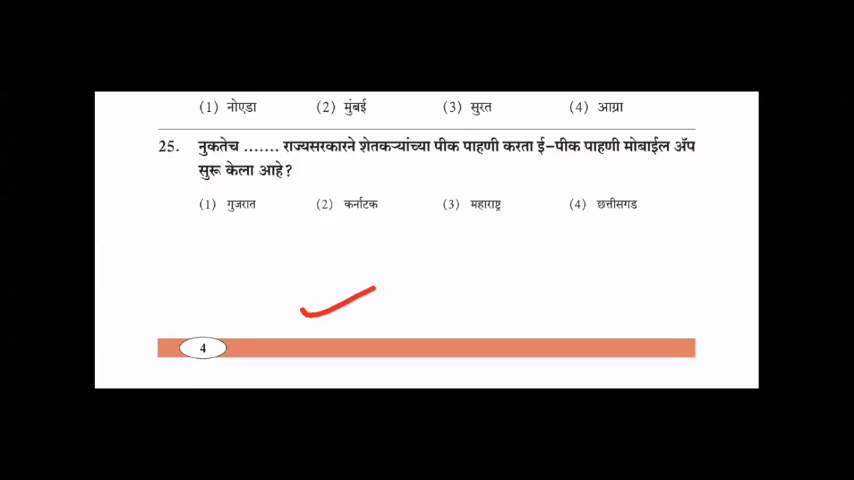 (1) नोएडा (2) मुंबई (3) सुरत (4) आग्रा
25. नुकतेच ....... राज्यसरकारने शेतकऱ्यांच्या पीक पाहणी करता ई-पीक पाहणी मोबाईल ॲप
सुरू केला आहे?
(1) गुजरात (2) कर्नाटक (3) महाराष्ट्र (4) छत्तीसगड
4